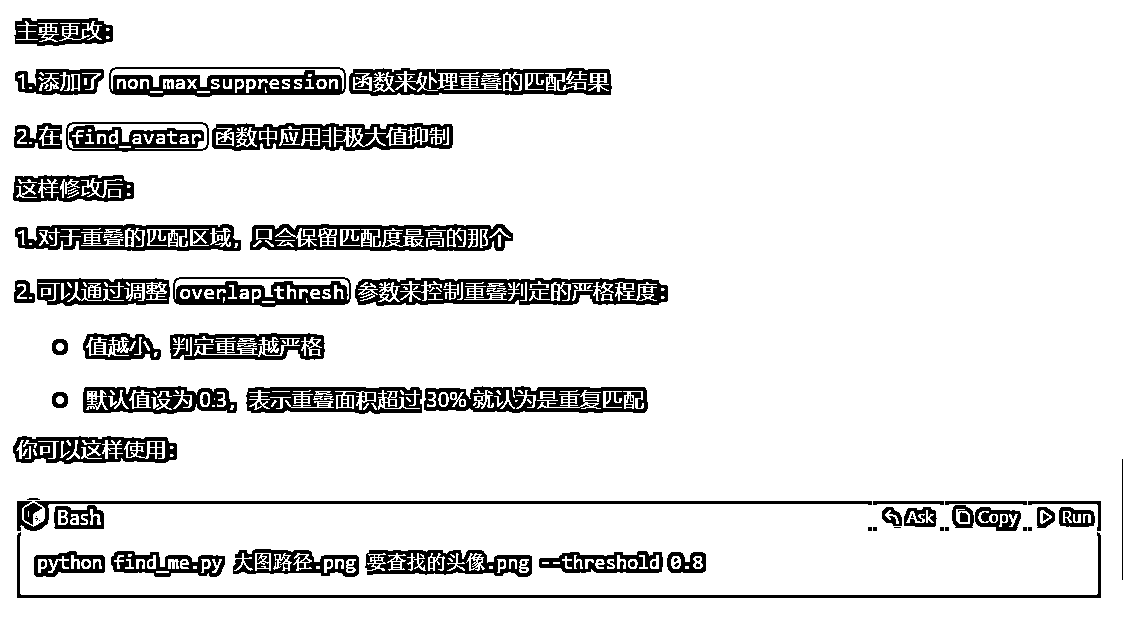 主要更改：
1. 添加了 non_max_suppression 函数来处理重叠的匹配结果
2. 在 find_avatar 函数中应用非极大值抑制
这样修改后：
1. 对于重叠的匹配区域，只会保留匹配度最高的那个
2. 可以通过调整 overlap_thresh 参数来控制重叠判定的严格程度：
值越小，判定重叠越严格
默认值设为 0.3，表示重叠面积超过 30% 就认为是重复匹配
你可以这样使用：
Bash Ask Copy Run
python find_me.py 大图路径.png 要查找的头像.png --threshold 0.8